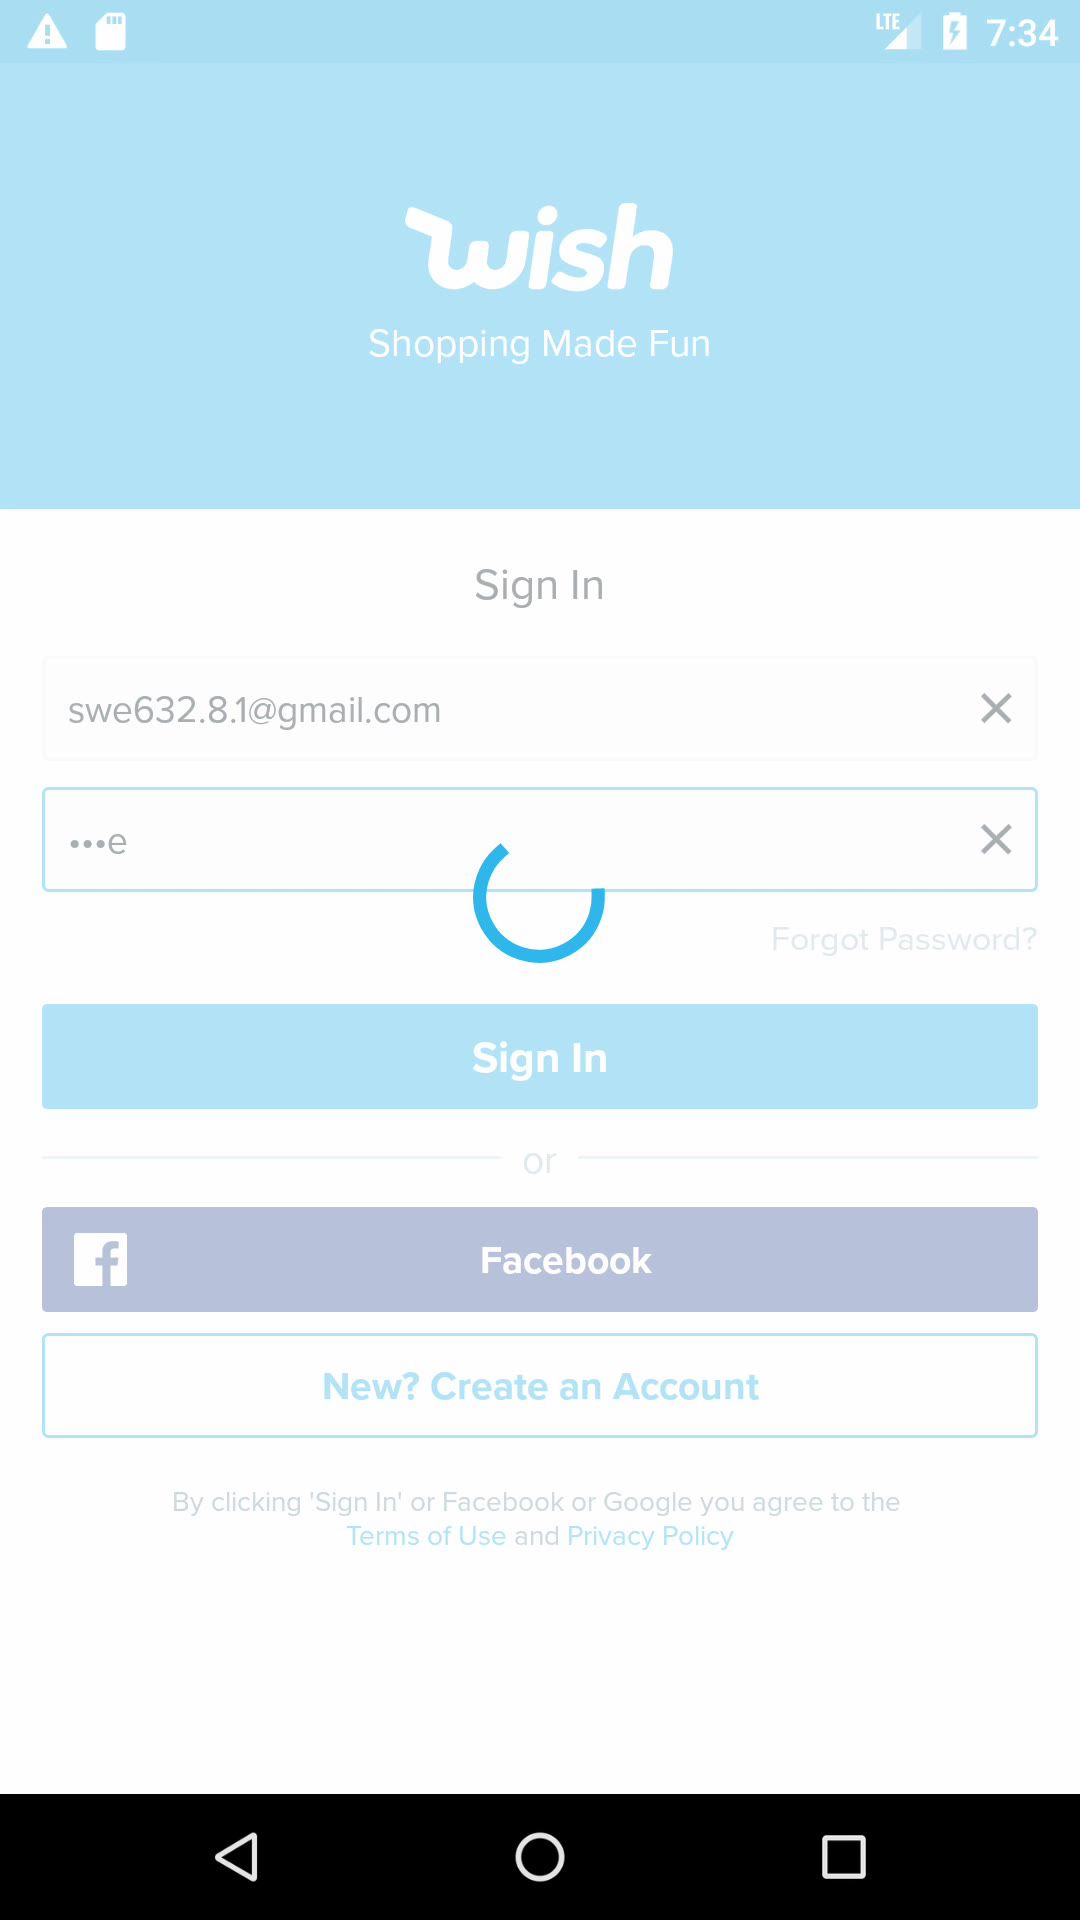 LTE 7:34
wish
Shopping Made Fun
Sign In
swe632.8.1@gmail.com
•••e
Forgot Password?
Sign In
or
Facebook
New? Create an Account
By clicking 'Sign In' or Facebook or Google you agree to the
Terms of Use and Privacy Policy